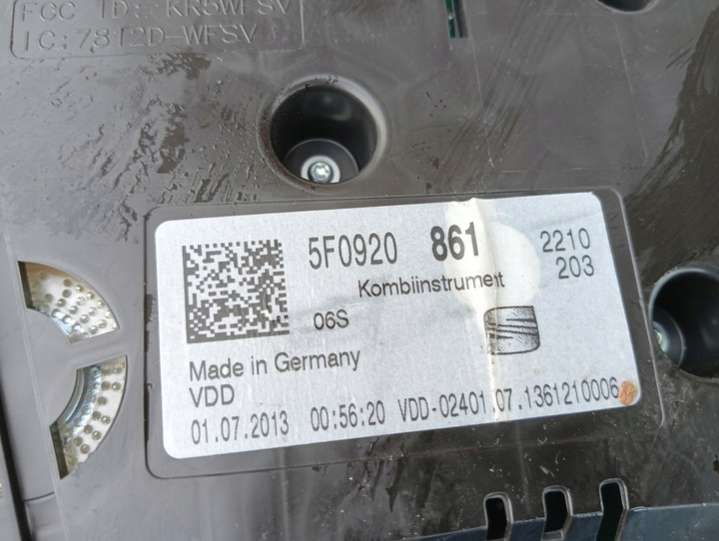 FCC ID: KR5WFSV
IC:7812D-WFSV
5F0920 861 2210
203
Kombiinstrument
06S
Made in Germany
VDD
01.07.2013 00:56:20 VDD-02401.07.1361210006